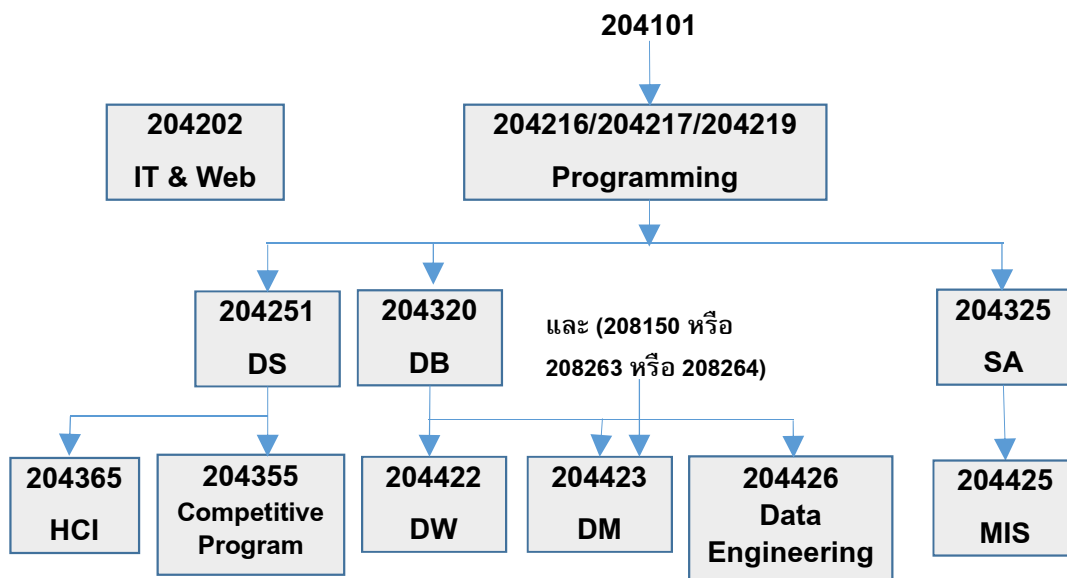 204101
204202
IT & Web
204216/204217/204219
Programming
204251
DS
204320
DB
และ (208150 หรือ
208263 หรือ 208264)
204325
SA
204365
HCI
204355
Competitive
Program
204422
DW
204423
DM
204426
Data
Engineering
204425
MIS